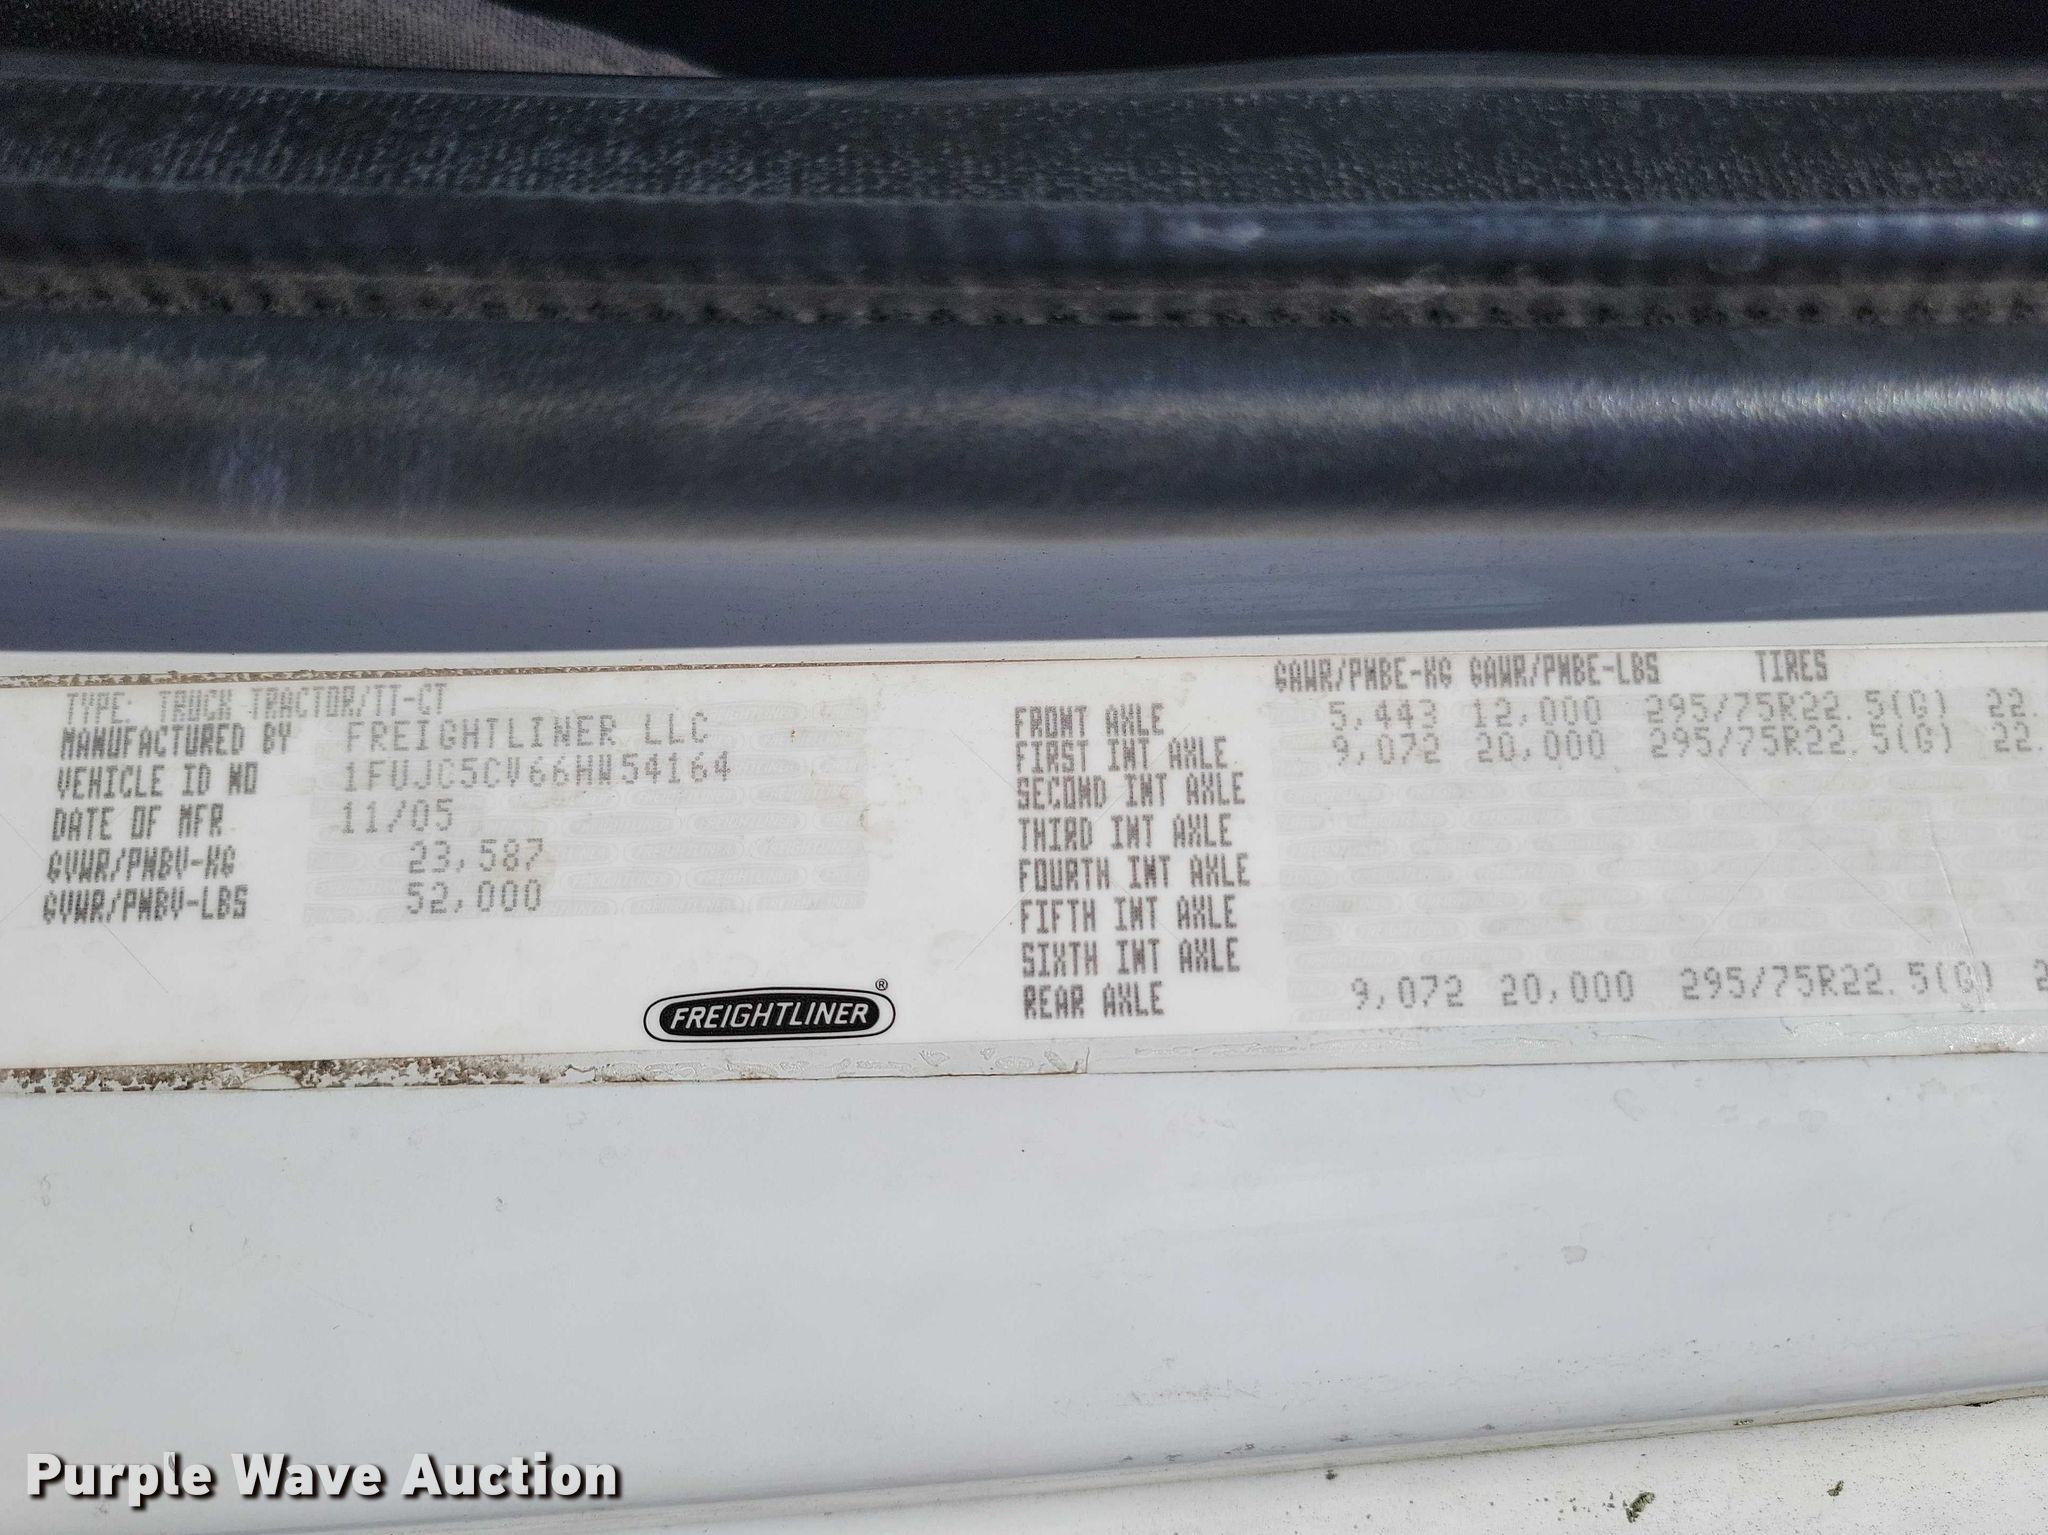 TYPE: TRUCK TRACTOR/TT-CT
MANUFACTURED BY FREIGHTLINER LLC
VEHICLE ID NO 1FUJC5CV66HW54164
DATE OF MFR 11/05
GVWR/PNBV-KG 23,587
GVWR/PNBV-LBS 52,000
FREIGHTLINER®
GAWR/PNBE-KG GAWR/PNBE-LBS TIRES
FRONT AXLE 5,443 12,000 295/75R22.5(G) 22.
FIRST INT AXLE 9,072 20,000 295/75R22.5(G) 22.
SECOND INT AXLE
THIRD INT AXLE
FOURTH INT AXLE
FIFTH INT AXLE
SIXTH INT AXLE
REAR AXLE 9,072 20,000 295/75R22.5(G) 2
Purple Wave Auction